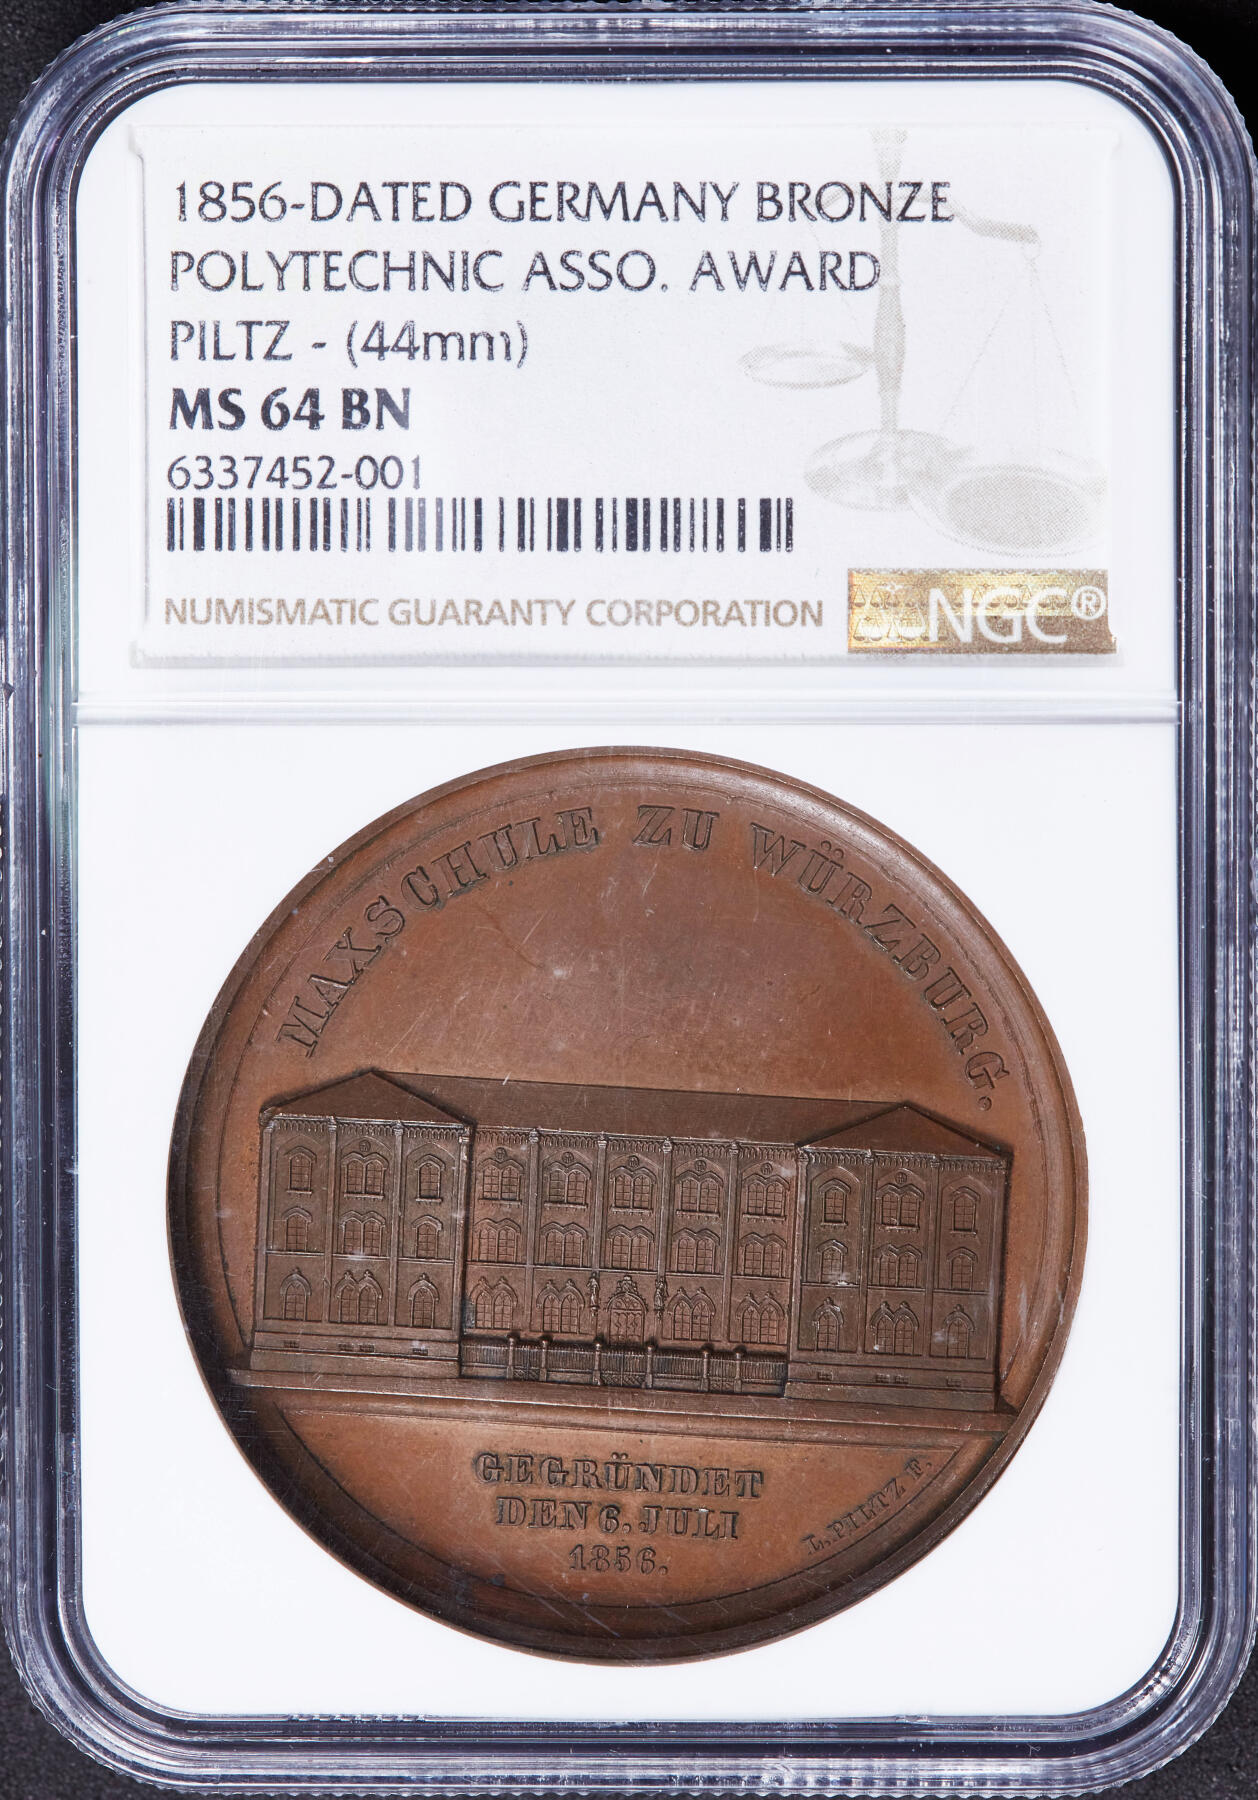 1856-DATED GERMANY BRONZE
POLYTECHNIC ASSO. AWARD
PILTZ - (44mm)
MS 64 BN
6337452-001
NUMISMATIC GUARANTY CORPORATION
NGC®
MAXSCHULE ZU WÜRZBURG.
GEGRÜNDET
DEN 6. JULI
1856.
L. PILTZ F.